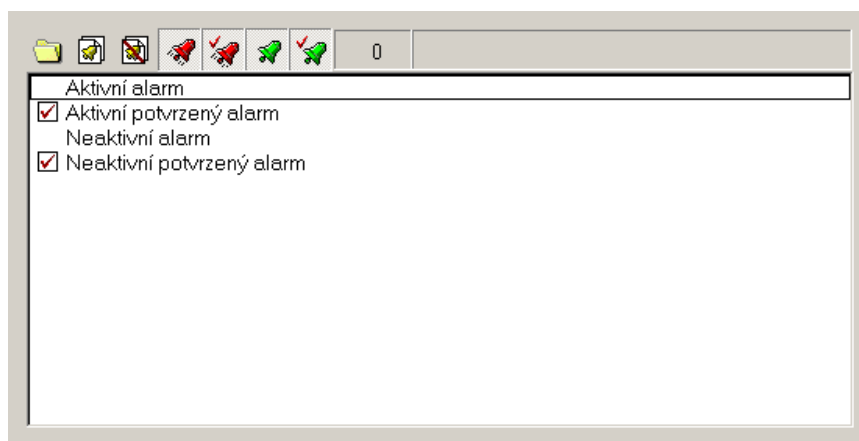 0
Aktivní alarm
Aktivní potvrzený alarm
Neaktivní alarm
Neaktivní potvrzený alarm